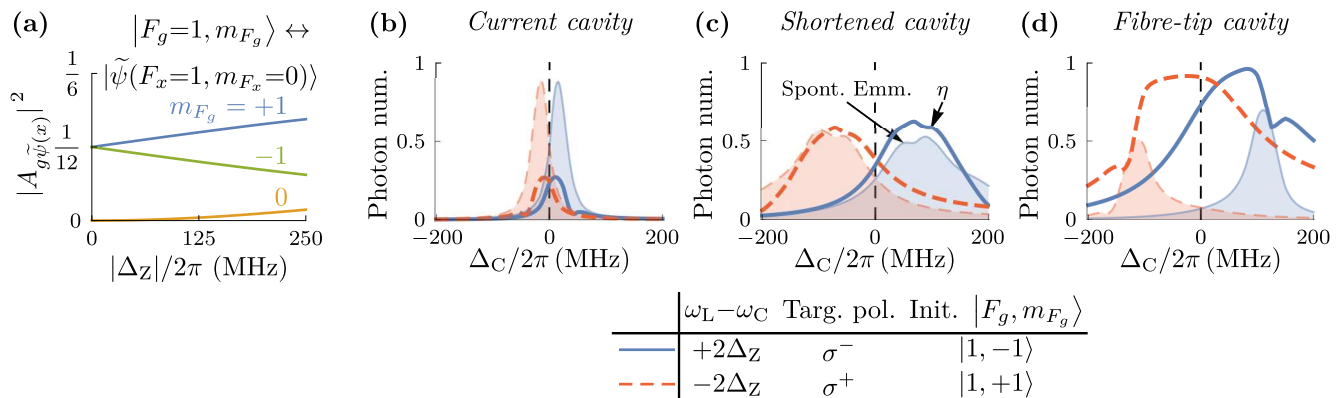 (a)
|F_g=1, m_{F_g}⟩ ↔
|ψ̃(F_x=1, m_{F_x}=0)⟩
|A_{gψ̃(x)}|²
1/6
1/12
0
m_{F_g} = +1
−1
0
0 125 250
|Δ_Z|/2π (MHz)
(b) Current cavity
Photon num.
1
0.5
0
−200 0 200
Δ_C/2π (MHz)
(c) Shortened cavity
Photon num.
1
0.5
0
Spont. Emm. η
−200 0 200
Δ_C/2π (MHz)
(d) Fibre-tip cavity
Photon num.
1
0.5
0
−200 0 200
Δ_C/2π (MHz)
ω_L−ω_C Targ. pol. Init. |F_g, m_{F_g}⟩
+2Δ_Z σ⁻ |1, −1⟩
−2Δ_Z σ⁺ |1, +1⟩